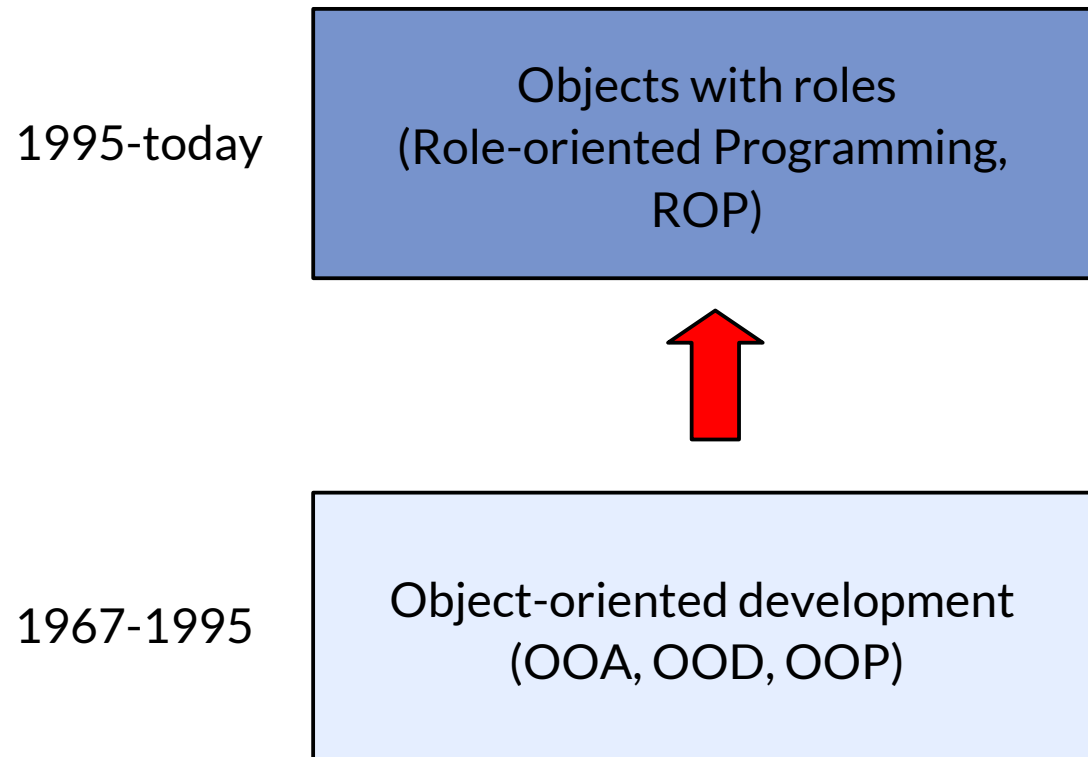 1995-today
Objects with roles
(Role-oriented Programming,
ROP)
1967-1995
Object-oriented development
(OOA, OOD, OOP)